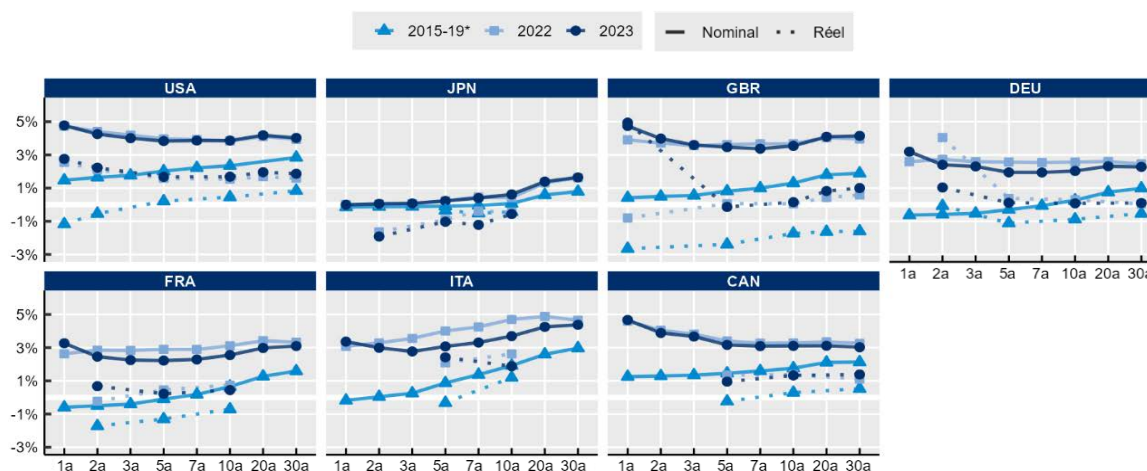 2015-19* 2022 2023 Nominal Réel
USA JPN GBR DEU
5%
3%
1%
-1%
-3%
1a 2a 3a 5a 7a 10a 20a 30a
FRA ITA CAN
5%
3%
1%
-1%
-3%
1a 2a 3a 5a 7a 10a 20a 30a 1a 2a 3a 5a 7a 10a 20a 30a 1a 2a 3a 5a 7a 10a 20a 30a